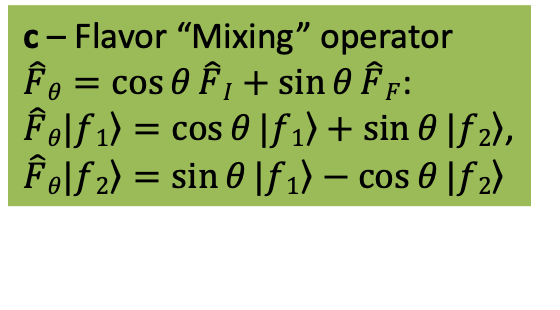 c – Flavor “Mixing” operator
F̂_θ = cos θ F̂_I + sin θ F̂_F:
F̂_θ|f₁⟩ = cos θ |f₁⟩ + sin θ |f₂⟩,
F̂_θ|f₂⟩ = sin θ |f₁⟩ − cos θ |f₂⟩